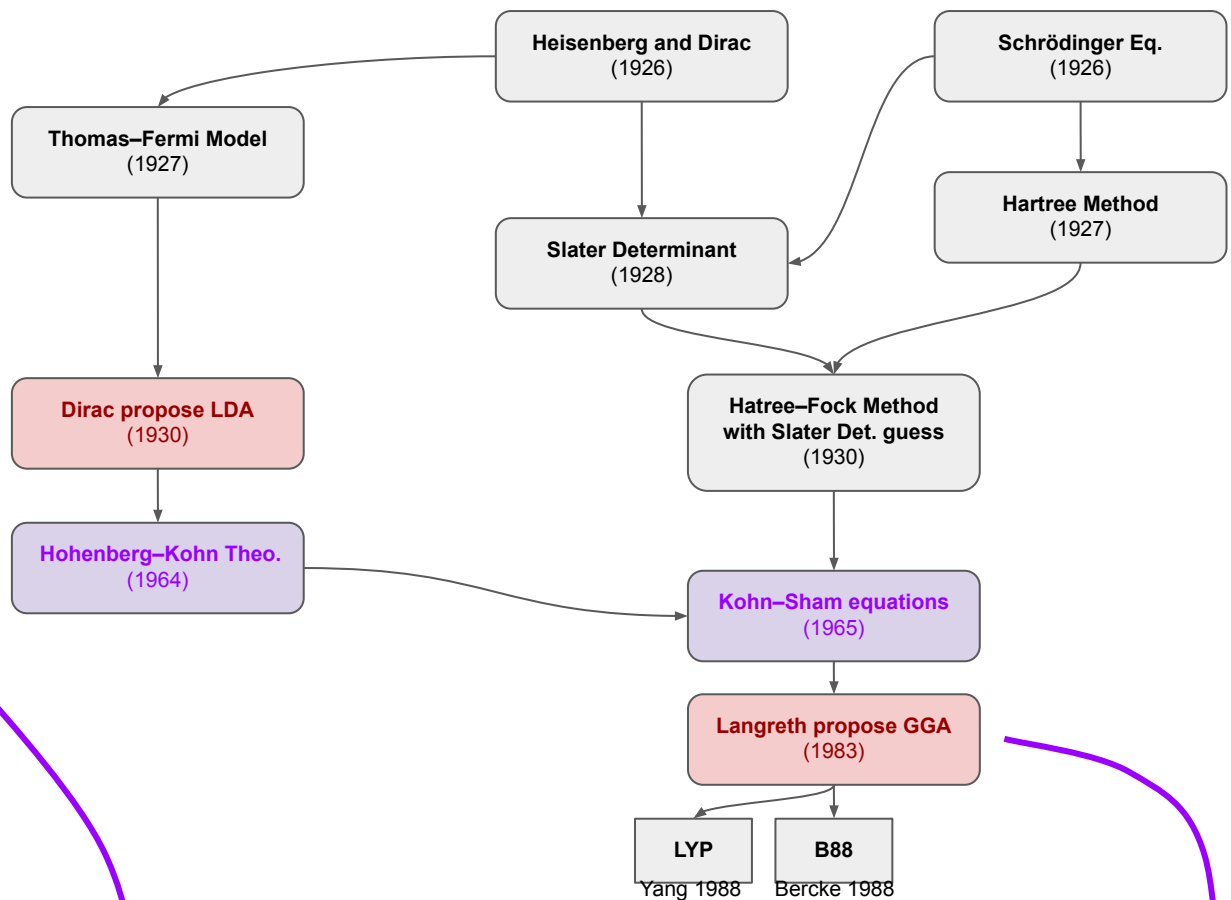 Heisenberg and Dirac
(1926)
Schrödinger Eq.
(1926)
Thomas–Fermi Model
(1927)
Hartree Method
(1927)
Slater Determinant
(1928)
Dirac propose LDA
(1930)
Hatree–Fock Method
with Slater Det. guess
(1930)
Hohenberg–Kohn Theo.
(1964)
Kohn–Sham equations
(1965)
Langreth propose GGA
(1983)
LYP
Yang 1988
B88
Bercke 1988